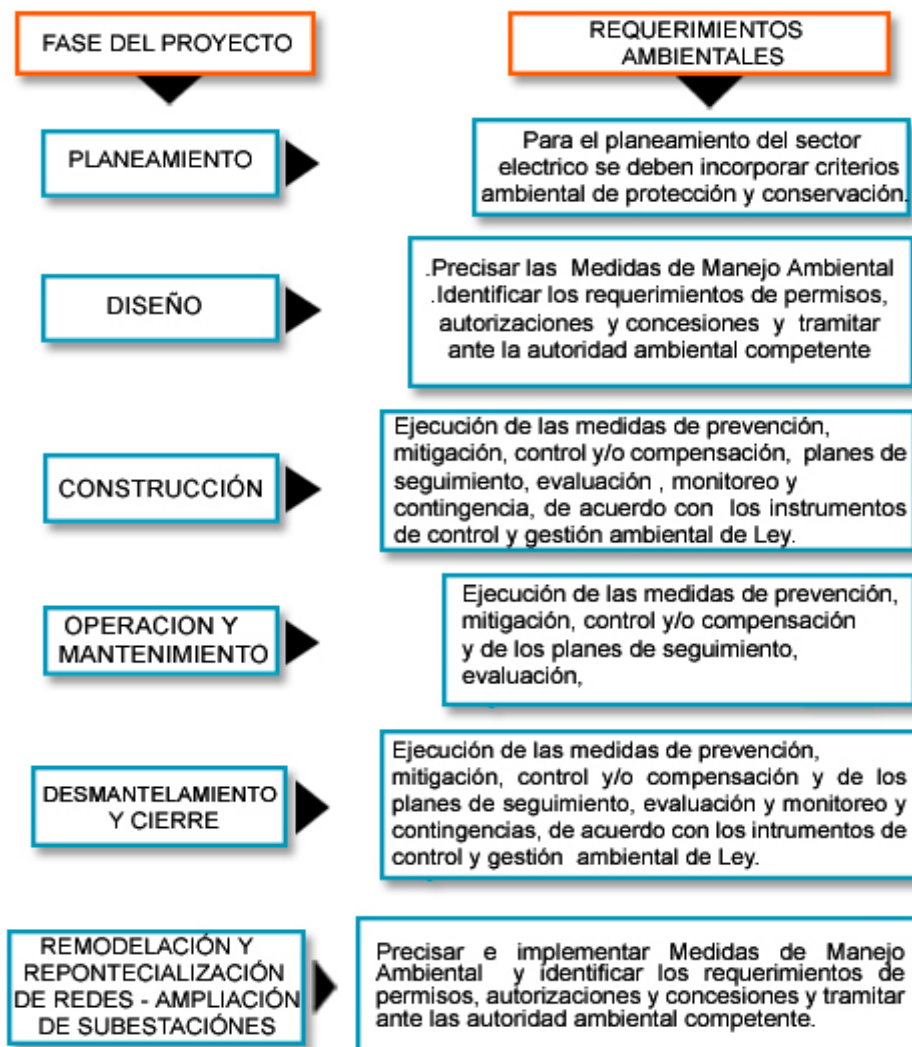 FASE DEL PROYECTO
REQUERIMIENTOS
AMBIENTALES
PLANEAMIENTO
Para el planeamiento del sector
electrico se deben incorporar criterios
ambiental de protección y conservación.
DISEÑO
.Precisar las Medidas de Manejo Ambiental
.Identificar los requerimientos de permisos,
autorizaciones y concesiones y tramitar
ante la autoridad ambiental competente
CONSTRUCCIÓN
Ejecución de las medidas de prevención,
mitigación, control y/o compensación, planes de
seguimiento, evaluación , monitoreo y
contingencia, de acuerdo con los instrumentos
de control y gestión ambiental de Ley.
OPERACION Y
MANTENIMIENTO
Ejecución de las medidas de prevención,
mitigación, control y/o compensación
y de los planes de seguimiento,
evaluación,
DESMANTELAMIENTO
Y CIERRE
Ejecución de las medidas de prevención,
mitigación, control y/o compensación y de los
planes de seguimiento, evaluación y monitoreo y
contingencias, de acuerdo con los intrumentos de
control y gestión ambiental de Ley.
REMODELACIÓN Y
REPONTECIALIZACIÓN
DE REDES - AMPLIACIÓN
DE SUBESTACIÓNES
Precisar e implementar Medidas de Manejo
Ambiental y identificar los requerimientos de
permisos, autorizaciones y concesiones y tramitar
ante las autoridad ambiental competente.